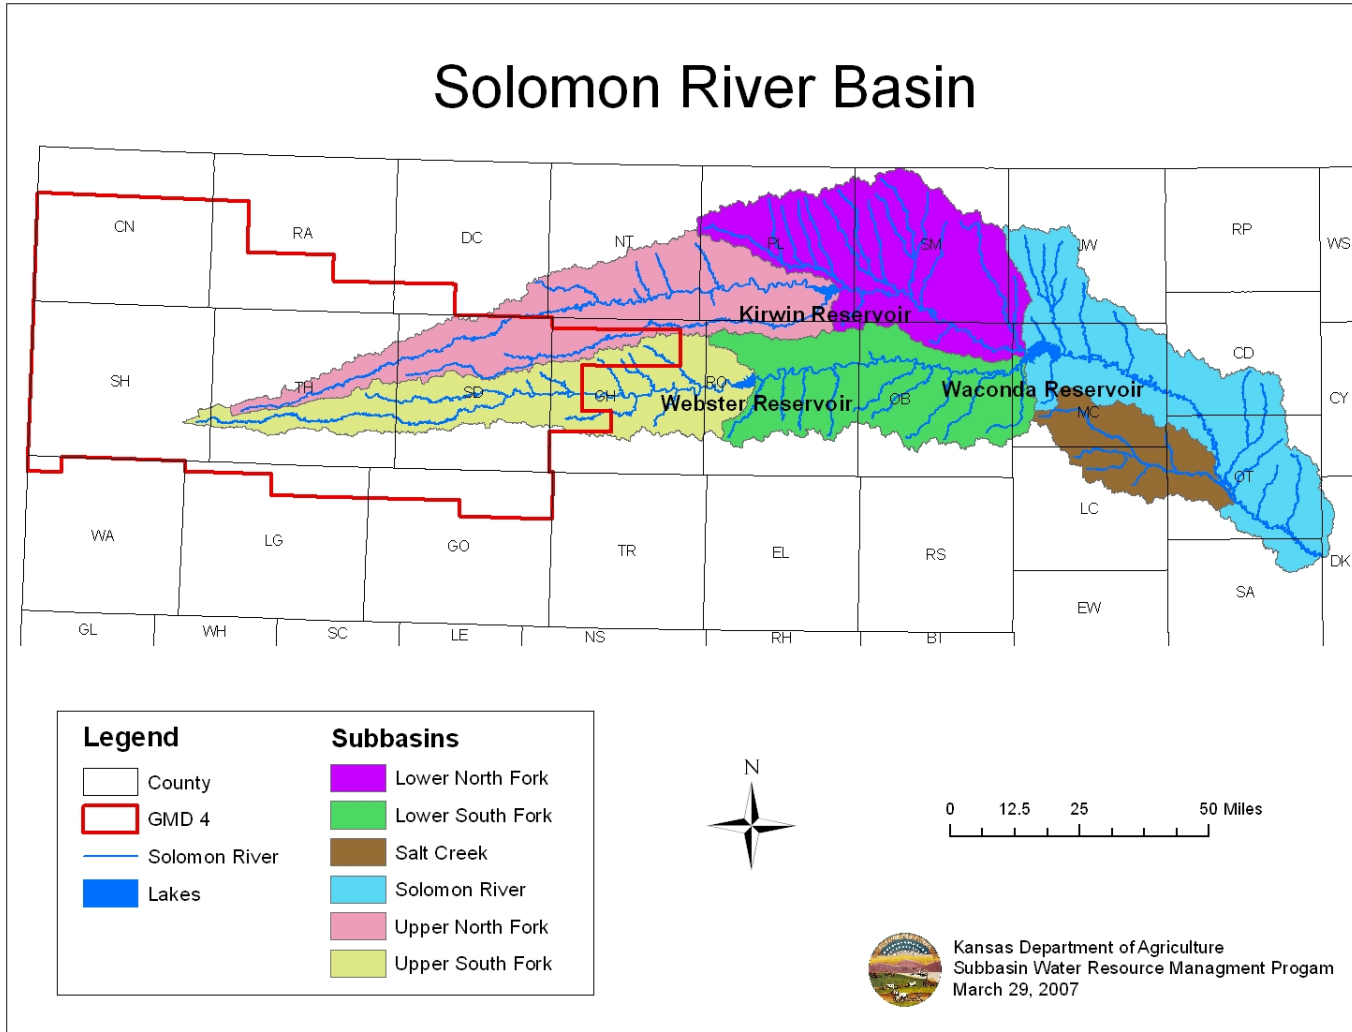 Solomon River Basin
CN
RA
DC
NT
PL
SM
JW
RP
WS
Kirwin Reservoir
SH
TH
SD
GH
RO
OB
Webster Reservoir
Waconda Reservoir
MC
CD
CY
OT
WA
LG
GO
TR
EL
RS
LC
EW
SA
DK
GL
WH
SC
LE
NS
RH
BT
Legend
County
GMD 4
Solomon River
Lakes
Subbasins
Lower North Fork
Lower South Fork
Salt Creek
Solomon River
Upper North Fork
Upper South Fork
N
0 12.5 25 50 Miles
Kansas Department of Agriculture
Subbasin Water Resource Managment Progam
March 29, 2007